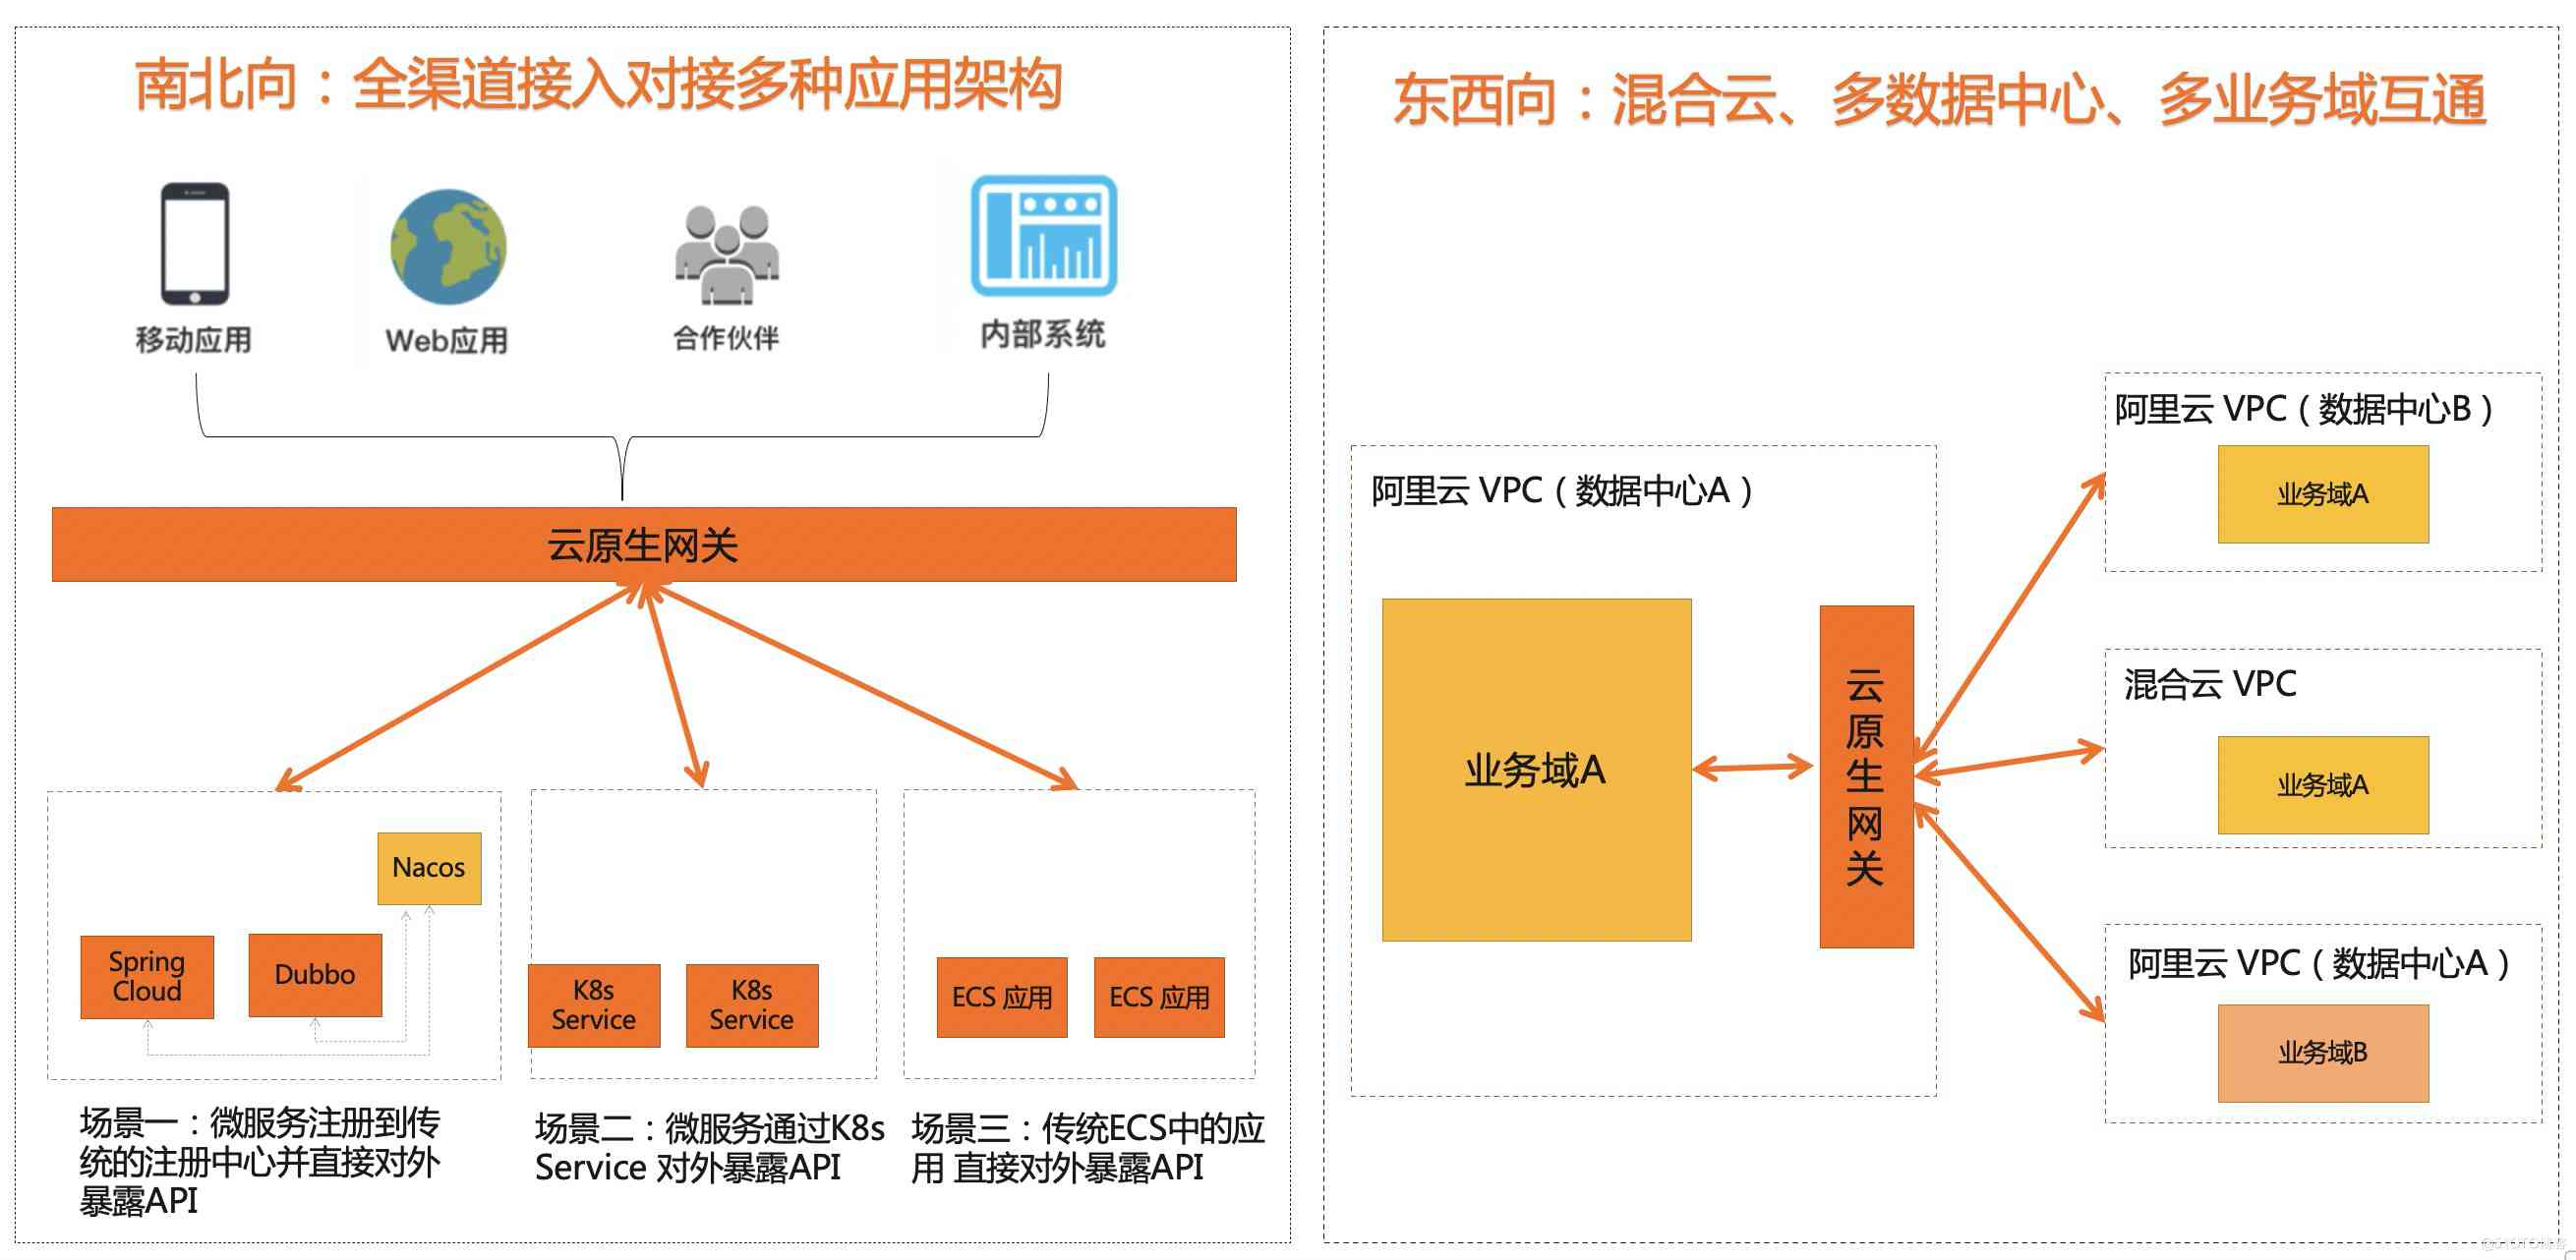 南北向：全渠道接入对接多种应用架构
移动应用
Web应用
合作伙伴
内部系统
云原生网关
Nacos
Spring
Cloud
Dubbo
K8s
Service
K8s
Service
ECS 应用
ECS 应用
场景一：微服务注册到传
统的注册中心并直接对外
暴露API
场景二：微服务通过K8s
Service 对外暴露API
场景三：传统ECS中的应
用 直接对外暴露API
东西向：混合云、多数据中心、多业务域互通
阿里云 VPC（数据中心A）
业务域A
云
原
生
网
关
阿里云 VPC（数据中心B）
业务域A
混合云 VPC
业务域A
阿里云 VPC（数据中心A）
业务域B
@51CTO博客